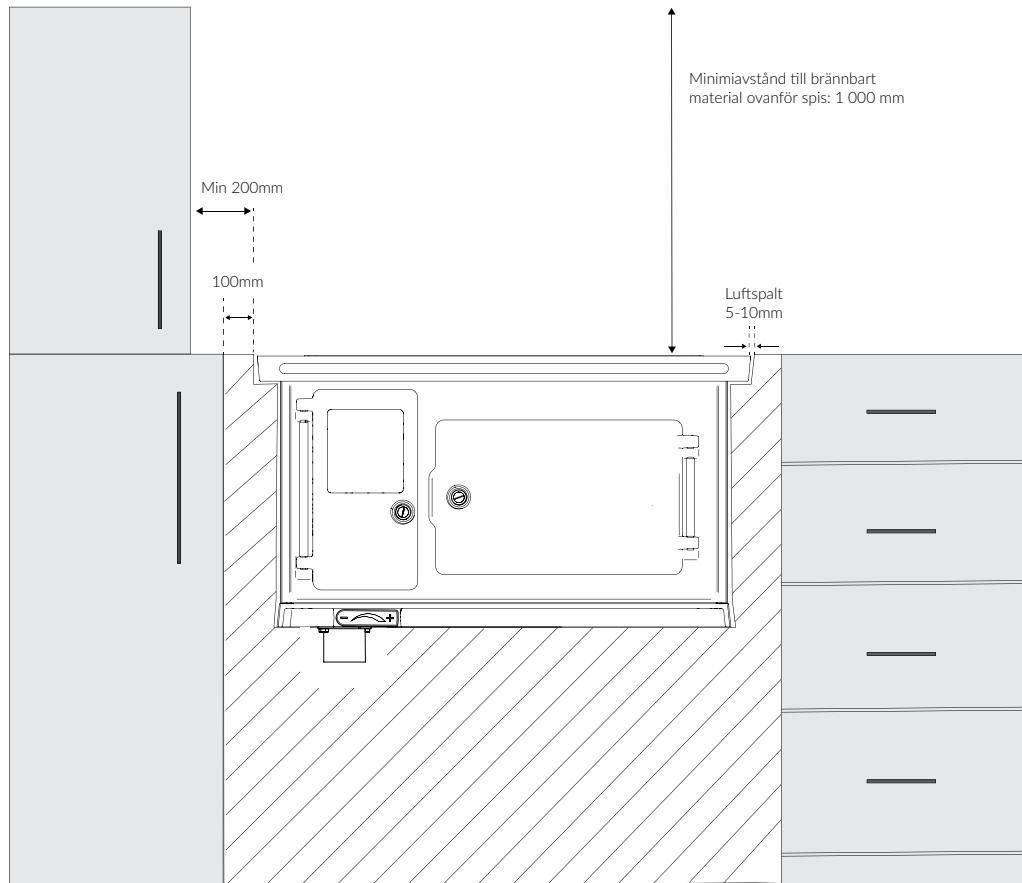 Minimiavstånd till brännbart
material ovanför spis: 1 000 mm
Min 200mm
100mm
Luftspalt
5-10mm
- +